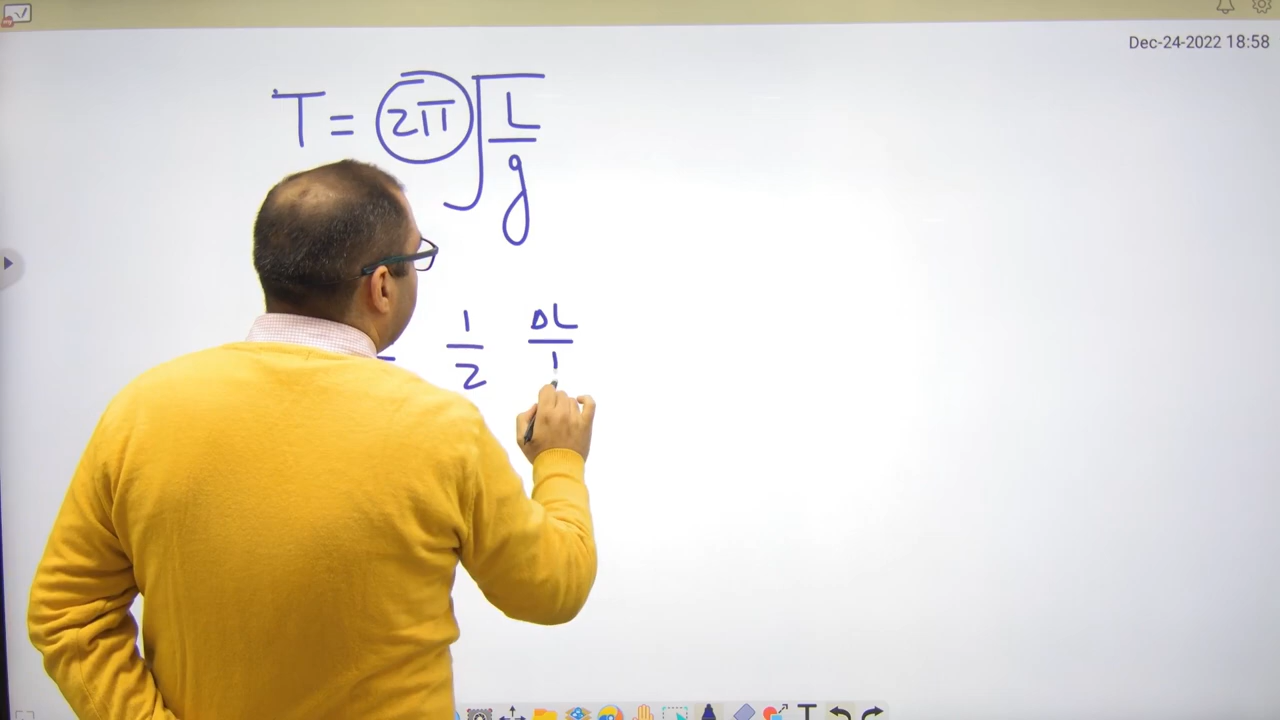 Dec-24-2022 18:58
T = 2π √(L/g)
= 1/2 ΔL/